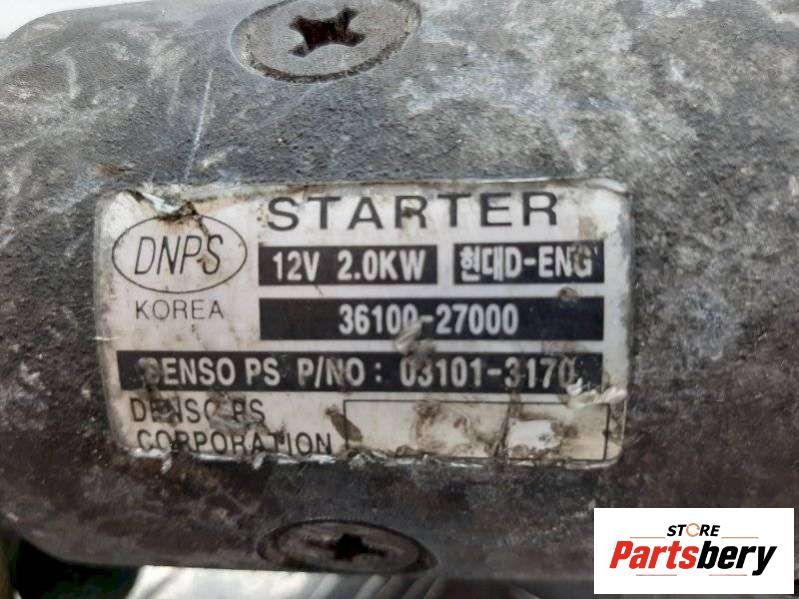 STARTER
DNPS
12V 2.0KW 현대D-ENG
KOREA
36100-27000
DENSO PS P/NO : 03101-3170
DENSO PS
CORPORATION
STORE
Partsbery